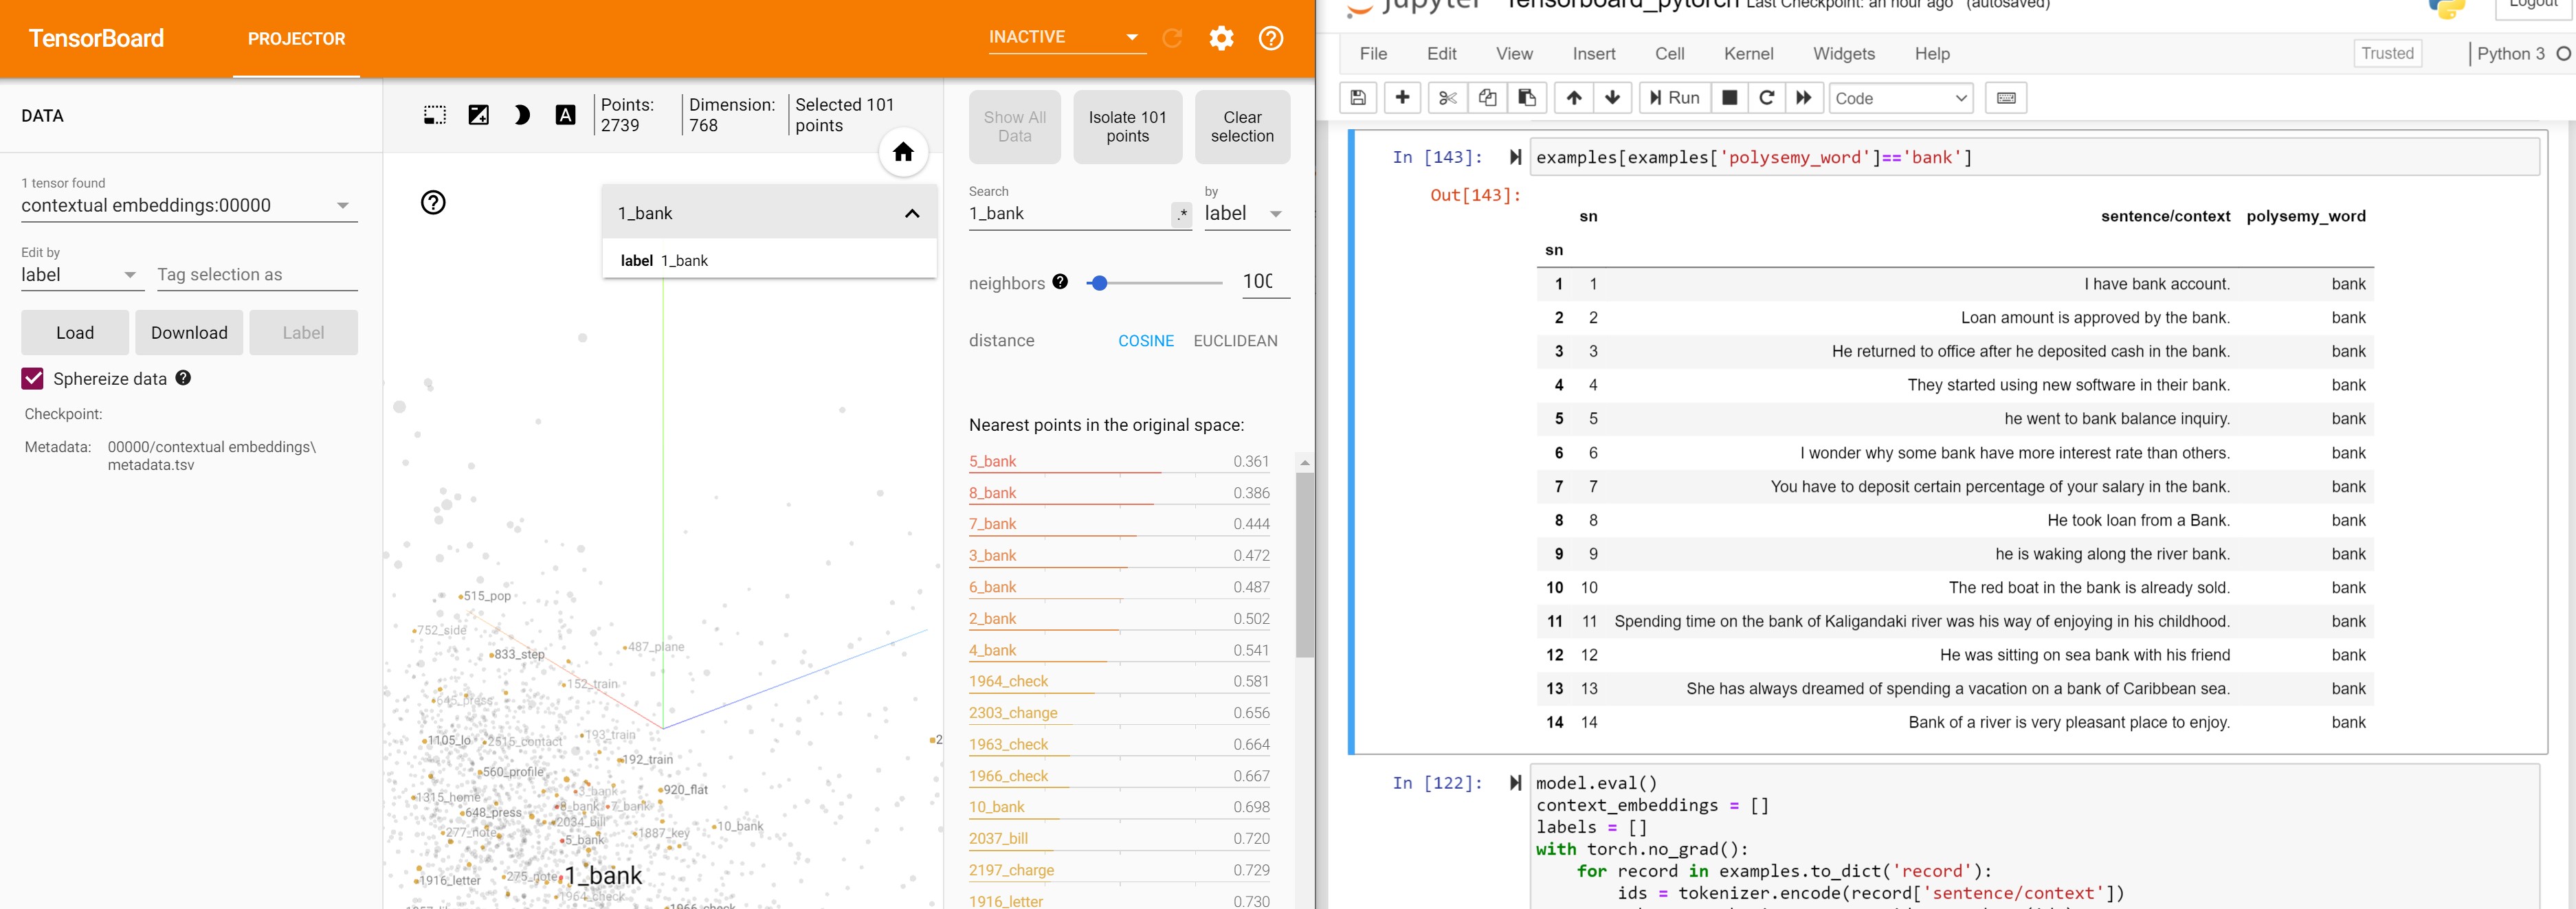 TensorBoard
PROJECTOR
INACTIVE
DATA
1 tensor found
contextual embeddings:00000
Edit by
label
Tag selection as
Load
Download
Label
Sphereize data
Checkpoint:
Metadata: 00000/contextual embeddings\
metadata.tsv
Points:
2739
Dimension:
768
Selected 101
points
1_bank
label 1_bank
515_pop
752_side
833_step
487_plane
152_train
645_press
1105_lo
2515_contact
193_train
192_train
560_profile
3_bank
920_flat
1315_home
8_bank
7_bank
648_press
2034_bill
10_bank
277_note
1887_key
5_bank
1_bank
275_note
1916_letter
1964_check
1966_check
Show All
Data
Isolate 101
points
Clear
selection
Search
1_bank
.*
by
label
neighbors
100
distance
COSINE
EUCLIDEAN
Nearest points in the original space:
5_bank 0.361
8_bank 0.386
7_bank 0.444
3_bank 0.472
6_bank 0.487
2_bank 0.502
4_bank 0.541
1964_check 0.581
2303_change 0.656
1963_check 0.664
1966_check 0.667
10_bank 0.698
2037_bill 0.720
2197_charge 0.729
1916_letter 0.730
jupyter Tensorboard_pytorch Last Checkpoint: an hour ago (autosaved)
Logout
File Edit View Insert Cell Kernel Widgets Help
Trusted
Python 3
Run
Code
In [143]: examples[examples['polysemy_word']=='bank']
Out[143]:
sn sentence/context polysemy_word
sn
1 1 I have bank account. bank
2 2 Loan amount is approved by the bank. bank
3 3 He returned to office after he deposited cash in the bank. bank
4 4 They started using new software in their bank. bank
5 5 he went to bank balance inquiry. bank
6 6 I wonder why some bank have more interest rate than others. bank
7 7 You have to deposit certain percentage of your salary in the bank. bank
8 8 He took loan from a Bank. bank
9 9 he is waking along the river bank. bank
10 10 The red boat in the bank is already sold. bank
11 11 Spending time on the bank of Kaligandaki river was his way of enjoying in his childhood. bank
12 12 He was sitting on sea bank with his friend bank
13 13 She has always dreamed of spending a vacation on a bank of Caribbean sea. bank
14 14 Bank of a river is very pleasant place to enjoy. bank
In [122]: model.eval()
context_embeddings = []
labels = []
with torch.no_grad():
for record in examples.to_dict('record'):
ids = tokenizer.encode(record['sentence/context'])